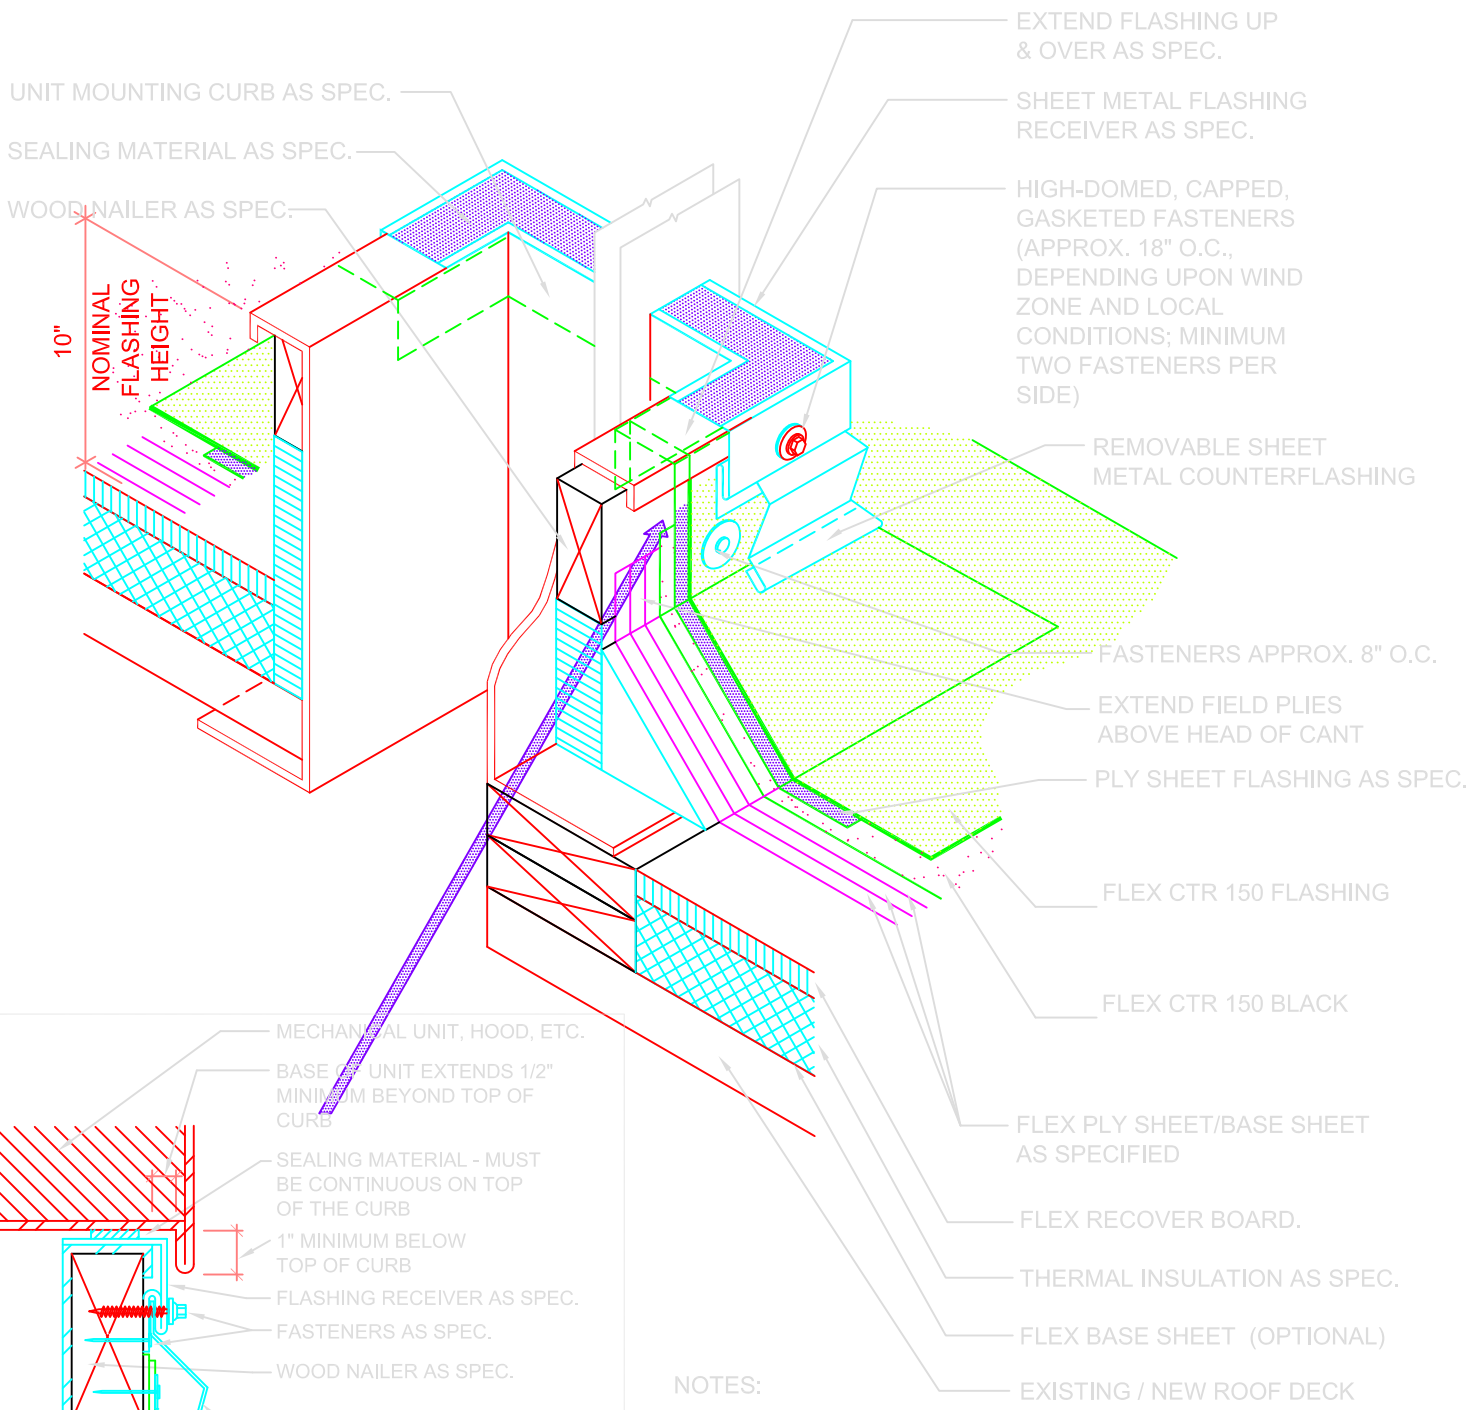 UNIT MOUNTING CURB AS SPEC.
SEALING MATERIAL AS SPEC.
WOOD NAILER AS SPEC.
10"
NOMINAL
FLASHING
HEIGHT
EXTEND FLASHING UP
& OVER AS SPEC.
SHEET METAL FLASHING
RECEIVER AS SPEC.
HIGH-DOMED, CAPPED,
GASKETED FASTENERS
(APPROX. 18" O.C.,
DEPENDING UPON WIND
ZONE AND LOCAL
CONDITIONS; MINIMUM
TWO FASTENERS PER
SIDE)
REMOVABLE SHEET
METAL COUNTERFLASHING
FASTENERS APPROX. 8" O.C.
EXTEND FIELD PLIES
ABOVE HEAD OF CANT
PLY SHEET FLASHING AS SPEC.
FLEX CTR 150 FLASHING
FLEX CTR 150 BLACK
FLEX PLY SHEET/BASE SHEET
AS SPECIFIED
FLEX RECOVER BOARD.
THERMAL INSULATION AS SPEC.
FLEX BASE SHEET (OPTIONAL)
EXISTING / NEW ROOF DECK
MECHANICAL UNIT, HOOD, ETC.
BASE OF UNIT EXTENDS 1/2"
MINIMUM BEYOND TOP OF
CURB
SEALING MATERIAL - MUST
BE CONTINUOUS ON TOP
OF THE CURB
1" MINIMUM BELOW
TOP OF CURB
FLASHING RECEIVER AS SPEC.
FASTENERS AS SPEC.
WOOD NAILER AS SPEC.
NOTES: